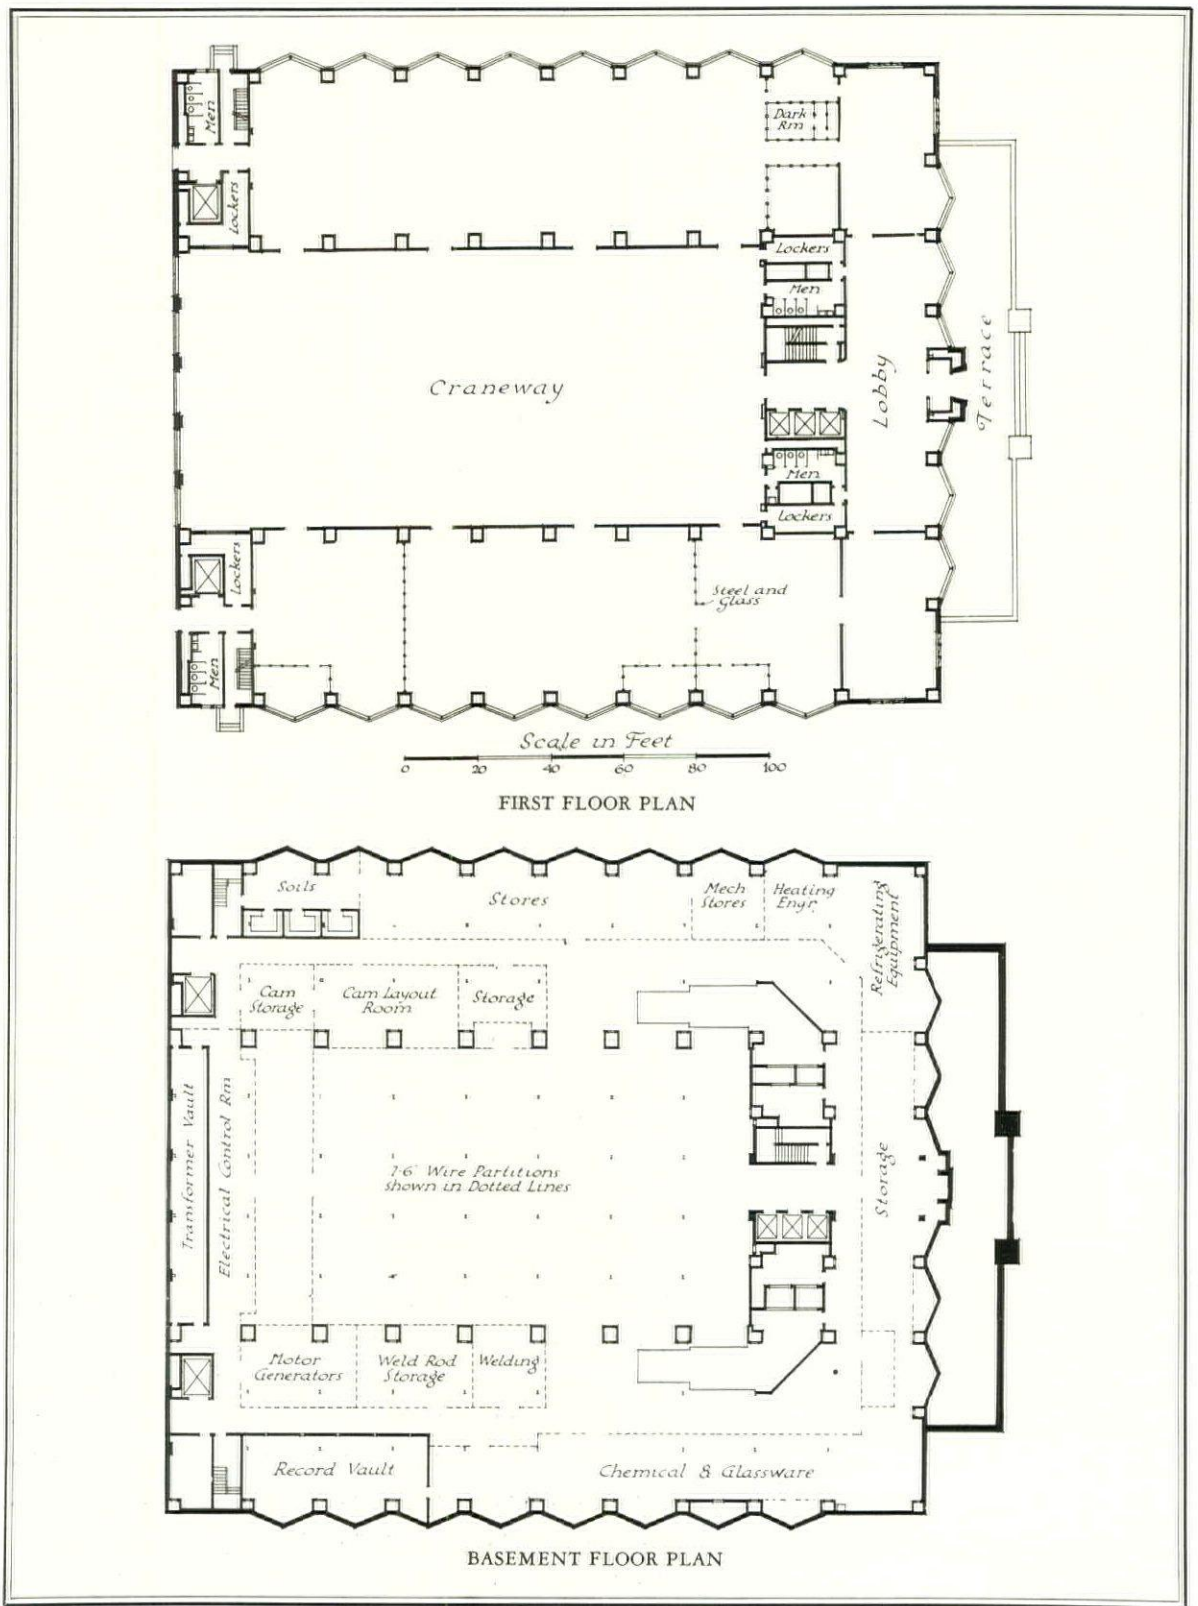 Men
Dark
Rm
Lockers
Lockers
Men
Craneway
Lobby
Terrace
Men
Lockers
Lockers
Steel and
Glass
Men
Scale in Feet
0 20 40 60 80 100
FIRST FLOOR PLAN
Soils
Stores
Mech
Stores
Heating
Engr.
Refrigerating
Equipment
Cam
Storage
Cam Layout
Room
Storage
Transformer Vault
Electrical Control Rm
7-6" Wire Partitions
shown in Dotted Lines
Storage
Motor
Generators
Weld Rod
Storage
Welding
Record Vault
Chemical & Glassware
BASEMENT FLOOR PLAN